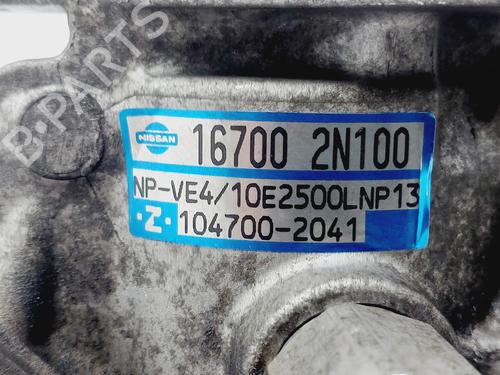 B-PARTS
NISSAN
16700 2N100
NP-VE4/10E2500LNP13
·Z· 104700-2041